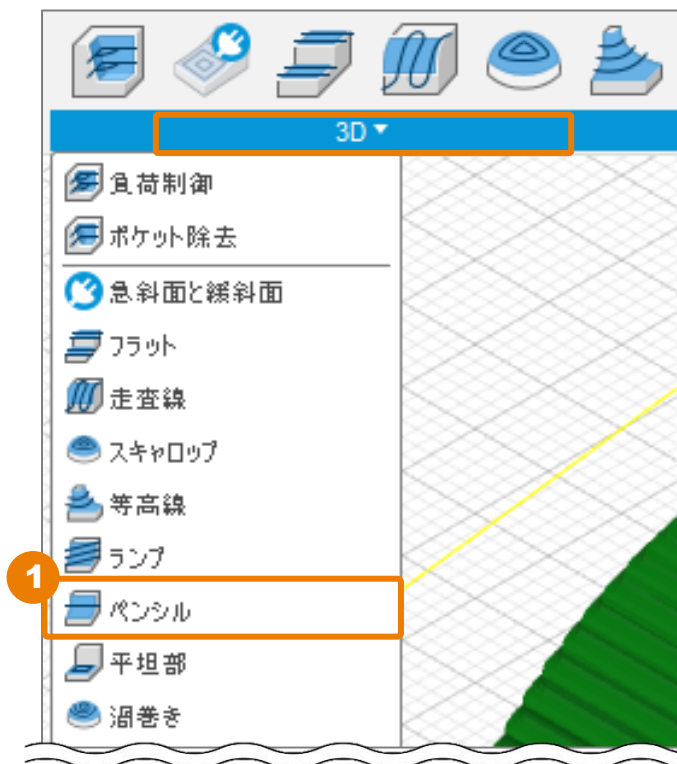 3D
負荷制御
ポケット除去
急斜面と緩斜面
フラット
走査線
スキャロップ
等高線
ランプ
1
ペンシル
平坦部
渦巻き